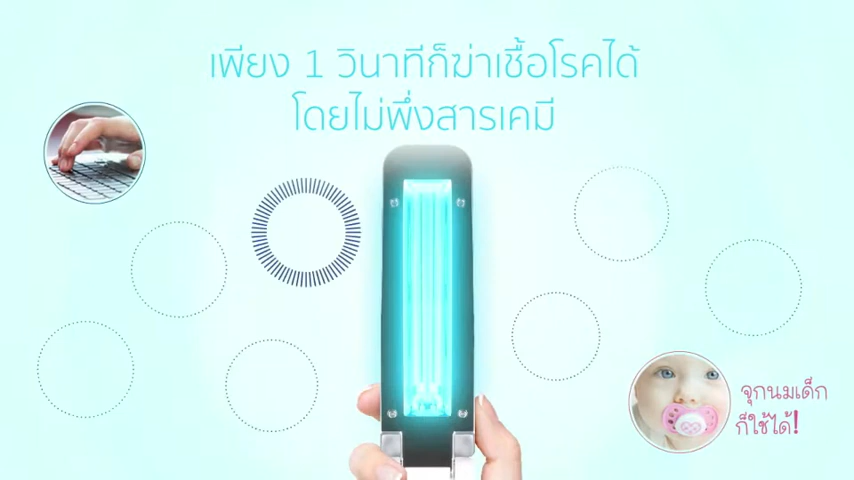 เพียง 1 วินาทีก็ฆ่าเชื้อโรคได้
โดยไม่พึ่งสารเคมี
จุกนมเด็ก
ก็ใช้ได้!